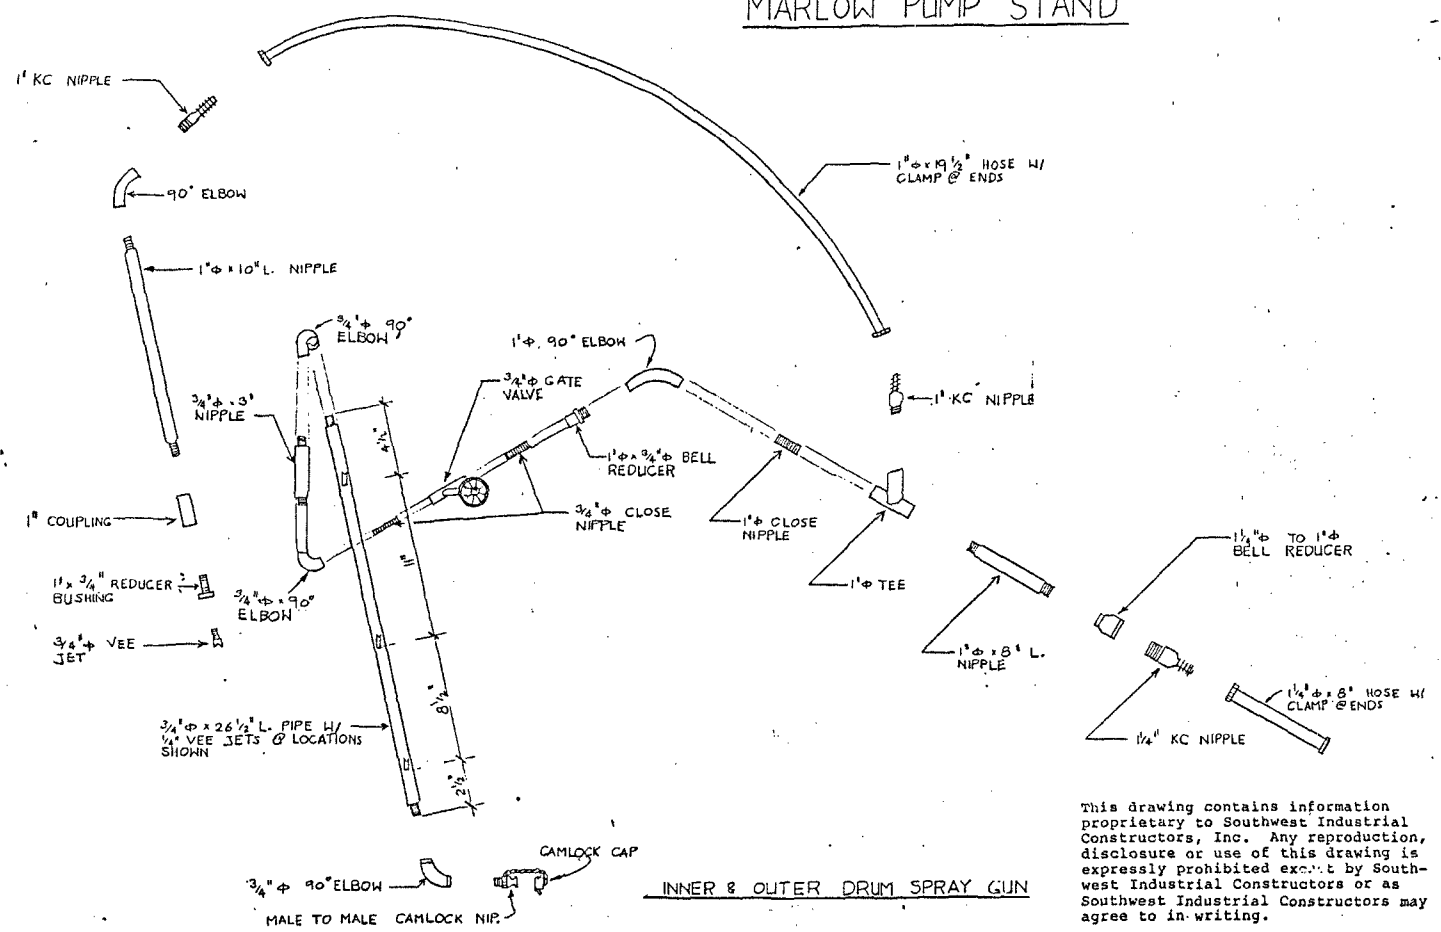 MARLOW PUMP STAND
1" KC NIPPLE
90° ELBOW
1"Φ x 19½" HOSE W/
CLAMP @ ENDS
1"Φ x 10" L. NIPPLE
3/4"Φ 90°
ELBOW
1"Φ, 90° ELBOW
3/4"Φ GATE
VALVE
3/4"Φ x 3"
NIPPLE
1" KC NIPPLE
4½"
1"Φ x 3/4"Φ BELL
REDUCER
1" COUPLING
3/4"Φ CLOSE
NIPPLE
1"Φ CLOSE
NIPPLE
1¼"Φ TO 1"Φ
BELL REDUCER
11"
1" x 3/4" REDUCER
BUSHING
3/4"Φ x 90°
ELBOW
1"Φ TEE
3/4"Φ VEE
JET
1"Φ x 8" L.
NIPPLE
8½"
1¼"Φ x 8" HOSE W/
CLAMP @ ENDS
3/4"Φ x 26½" L. PIPE W/
¼" VEE JETS @ LOCATIONS
SHOWN
1¼" KC NIPPLE
2½"
CAMLOCK CAP
3/4"Φ 90° ELBOW
MALE TO MALE CAMLOCK NIP.
INNER & OUTER DRUM SPRAY GUN
This drawing contains information
proprietary to Southwest Industrial
Constructors, Inc. Any reproduction,
disclosure or use of this drawing is
expressly prohibited by South-
west Industrial Constructors or as
Southwest Industrial Constructors may
agree to in writing.